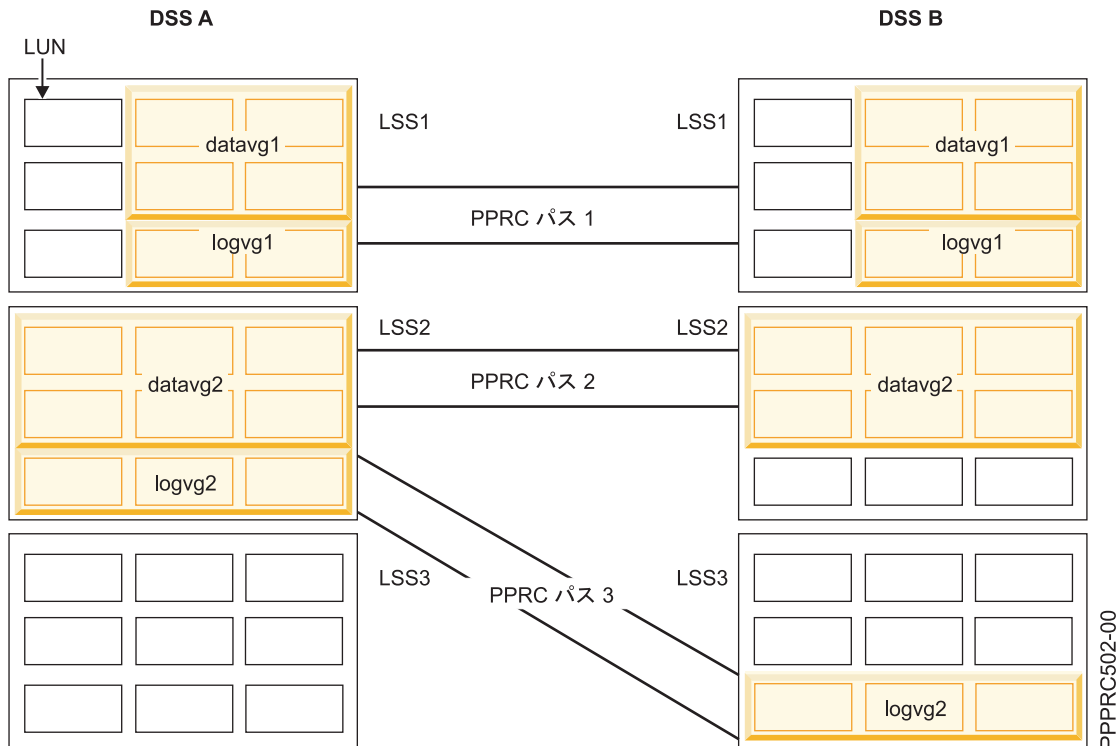 DSS A
DSS B
LUN
LSS1
LSS1
datavg1
datavg1
PPRC パス 1
logvg1
logvg1
LSS2
LSS2
datavg2
PPRC パス 2
datavg2
logvg2
LSS3
LSS3
PPRC パス 3
logvg2
PPPRC502-00